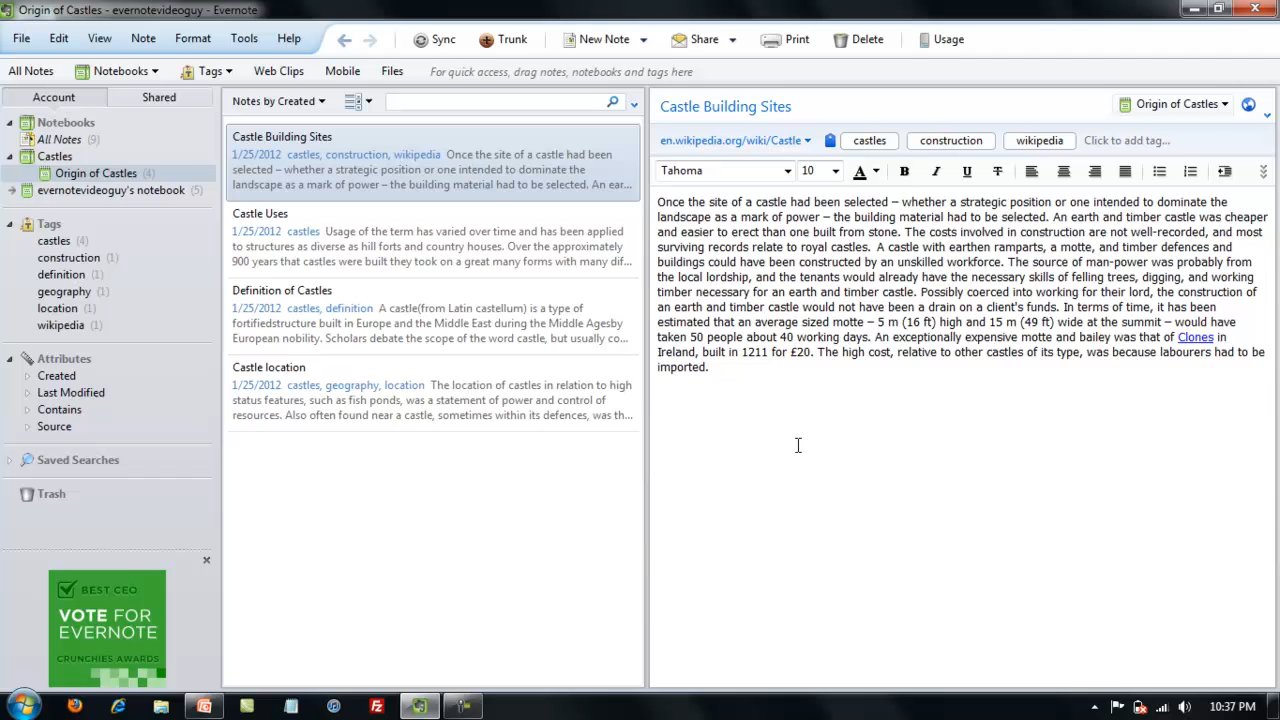 Origin of Castles - evernotevideoguy - Evernote
File Edit View Note Format Tools Help Sync Trunk New Note Share Print Delete Usage
All Notes Notebooks Tags Web Clips Mobile Files For quick access, drag notes, notebooks and tags here
Account Shared
Notebooks
All Notes (9)
Castles
Origin of Castles (4)
evernotevideoguy's notebook (5)
Tags
castles (4)
construction (1)
definition (1)
geography (1)
location (1)
wikipedia (1)
Attributes
Created
Last Modified
Contains
Source
Saved Searches
Trash
BEST CEO
VOTE FOR
EVERNOTE
CRUNCHIES AWARDS
Notes by Created
Castle Building Sites
1/25/2012 castles, construction, wikipedia Once the site of a castle had been
selected – whether a strategic position or one intended to dominate the
landscape as a mark of power – the building material had to be selected. An ear...
Castle Uses
1/25/2012 castles Usage of the term has varied over time and has been applied
to structures as diverse as hill forts and country houses. Over the approximately
900 years that castles were built they took on a great many forms with many dif...
Definition of Castles
1/25/2012 castles, definition A castle(from Latin castellum) is a type of
fortifiedstructure built in Europe and the Middle East during the Middle Agesby
European nobility. Scholars debate the scope of the word castle, but usually co...
Castle location
1/25/2012 castles, geography, location The location of castles in relation to high
status features, such as fish ponds, was a statement of power and control of
resources. Also often found near a castle, sometimes within its defences, was th...
Castle Building Sites Origin of Castles
en.wikipedia.org/wiki/Castle castles construction wikipedia Click to add tag...
Tahoma 10 A B I U T
Once the site of a castle had been selected – whether a strategic position or one intended to dominate the
landscape as a mark of power – the building material had to be selected. An earth and timber castle was cheaper
and easier to erect than one built from stone. The costs involved in construction are not well-recorded, and most
surviving records relate to royal castles. A castle with earthen ramparts, a motte, and timber defences and
buildings could have been constructed by an unskilled workforce. The source of man-power was probably from
the local lordship, and the tenants would already have the necessary skills of felling trees, digging, and working
timber necessary for an earth and timber castle. Possibly coerced into working for their lord, the construction of
an earth and timber castle would not have been a drain on a client's funds. In terms of time, it has been
estimated that an average sized motte – 5 m (16 ft) high and 15 m (49 ft) wide at the summit – would have
taken 50 people about 40 working days. An exceptionally expensive motte and bailey was that of Clones in
Ireland, built in 1211 for £20. The high cost, relative to other castles of its type, was because labourers had to be
imported.
10:37 PM